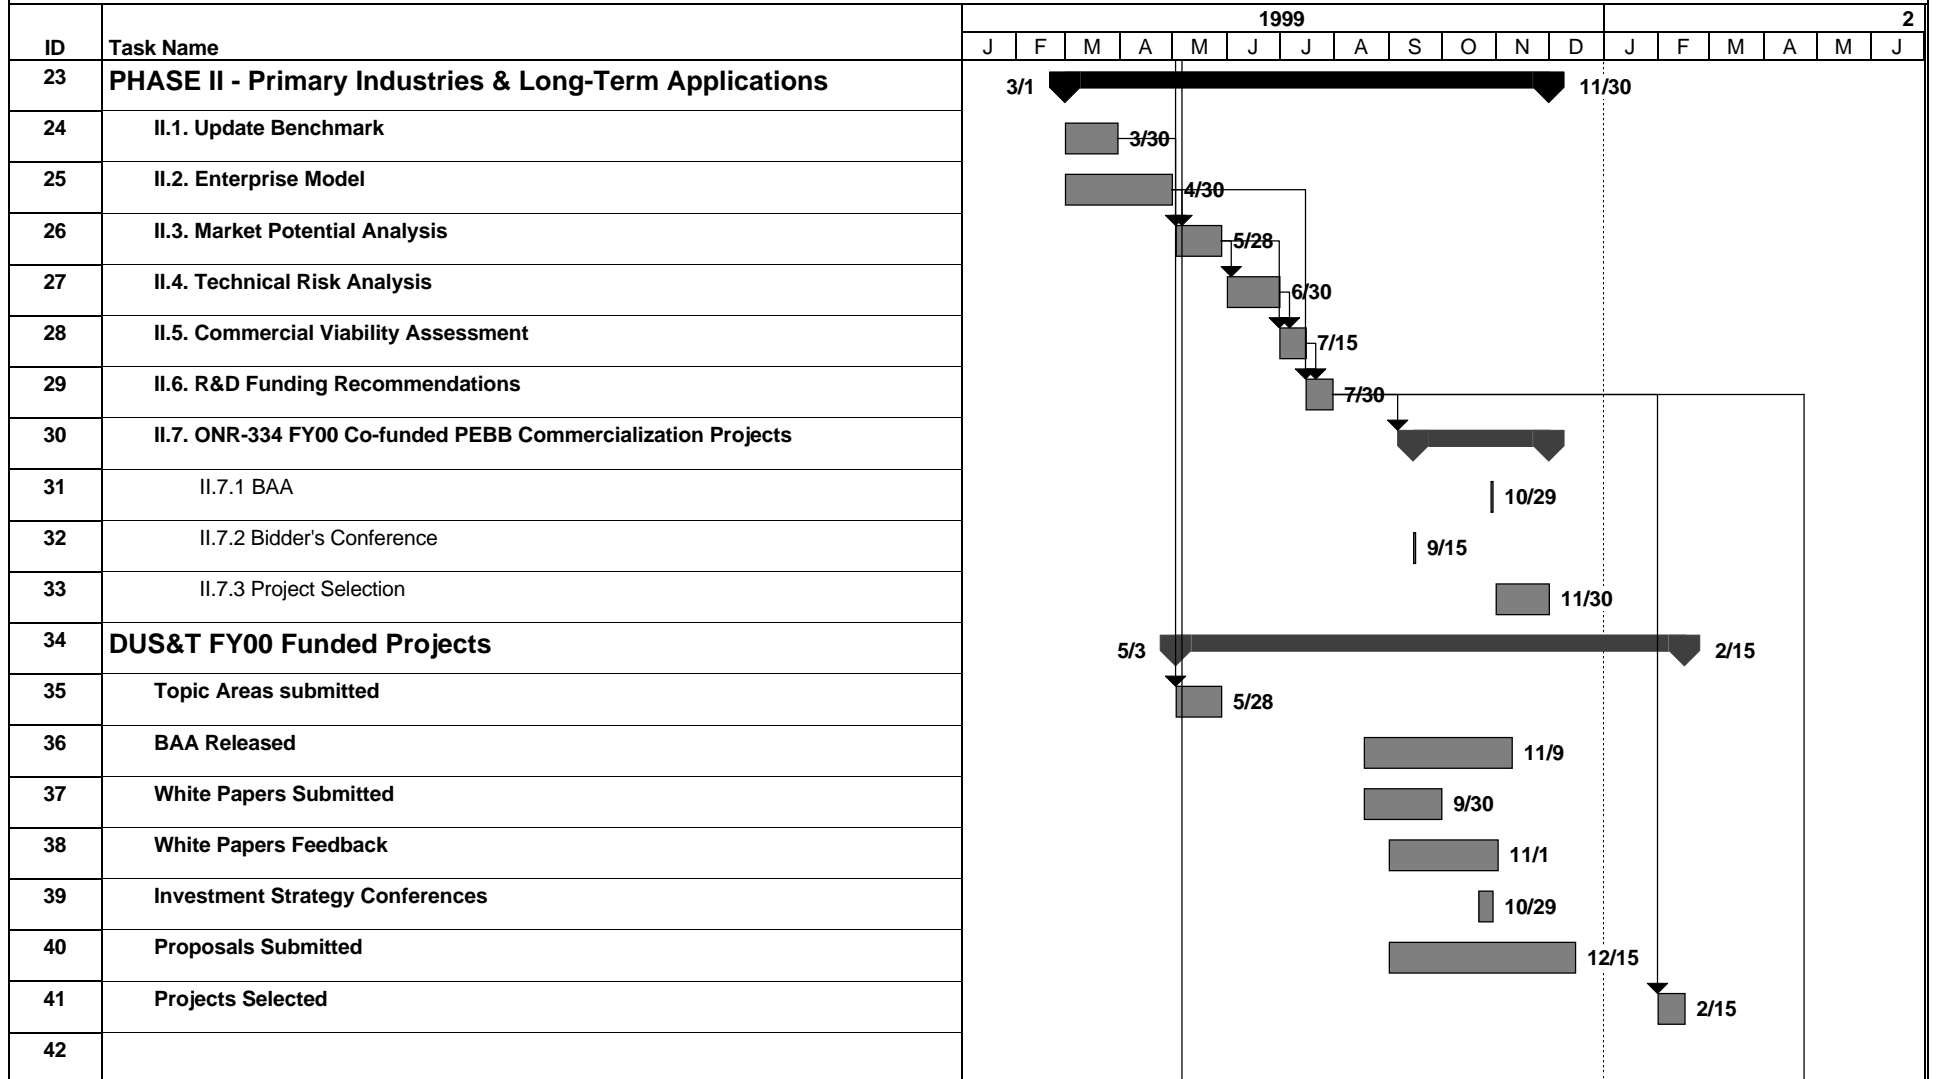 1999 2
ID Task Name J F M A M J J A S O N D J F M A M J
23 PHASE II - Primary Industries & Long-Term Applications 3/1 11/30
24 II.1. Update Benchmark 3/30
25 II.2. Enterprise Model 4/30
26 II.3. Market Potential Analysis 5/28
27 II.4. Technical Risk Analysis 6/30
28 II.5. Commercial Viability Assessment 7/15
29 II.6. R&D Funding Recommendations 7/30
30 II.7. ONR-334 FY00 Co-funded PEBB Commercialization Projects
31 II.7.1 BAA 10/29
32 II.7.2 Bidder's Conference 9/15
33 II.7.3 Project Selection 11/30
34 DUS&T FY00 Funded Projects 5/3 2/15
35 Topic Areas submitted 5/28
36 BAA Released 11/9
37 White Papers Submitted 9/30
38 White Papers Feedback 11/1
39 Investment Strategy Conferences 10/29
40 Proposals Submitted 12/15
41 Projects Selected 2/15
42